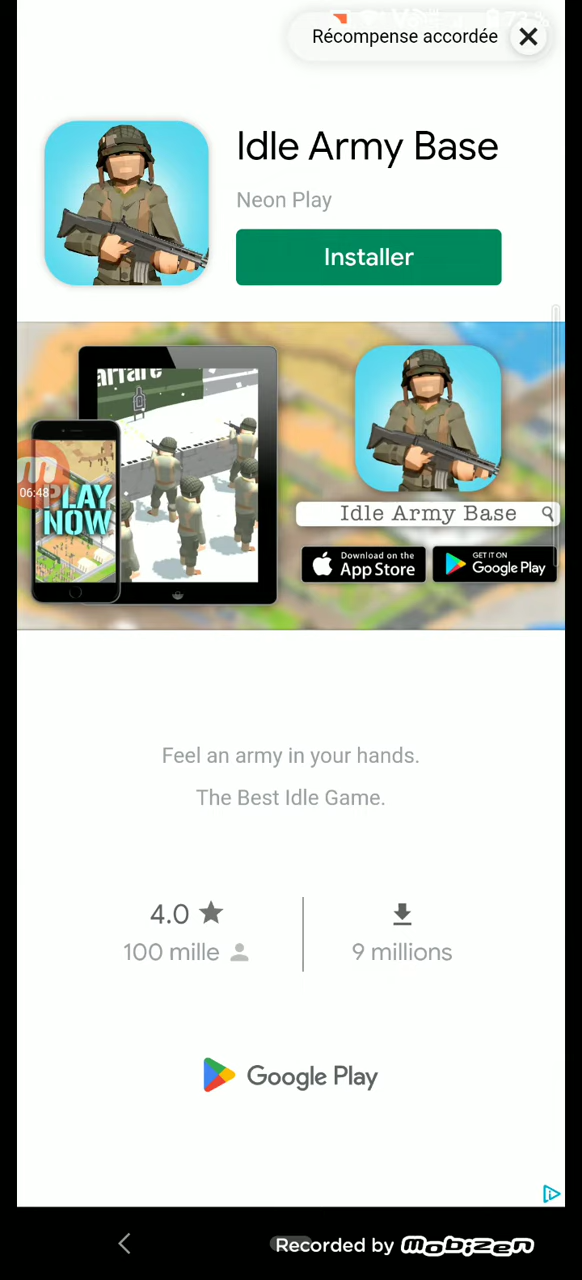 Récompense accordée
Idle Army Base
Neon Play
Installer
arfare
06:48
PLAY
NOW
Idle Army Base
Download on the
App Store
GET IT ON
Google Play
Feel an army in your hands.
The Best Idle Game.
4.0
100 mille
9 millions
Google Play
Recorded by mobizen